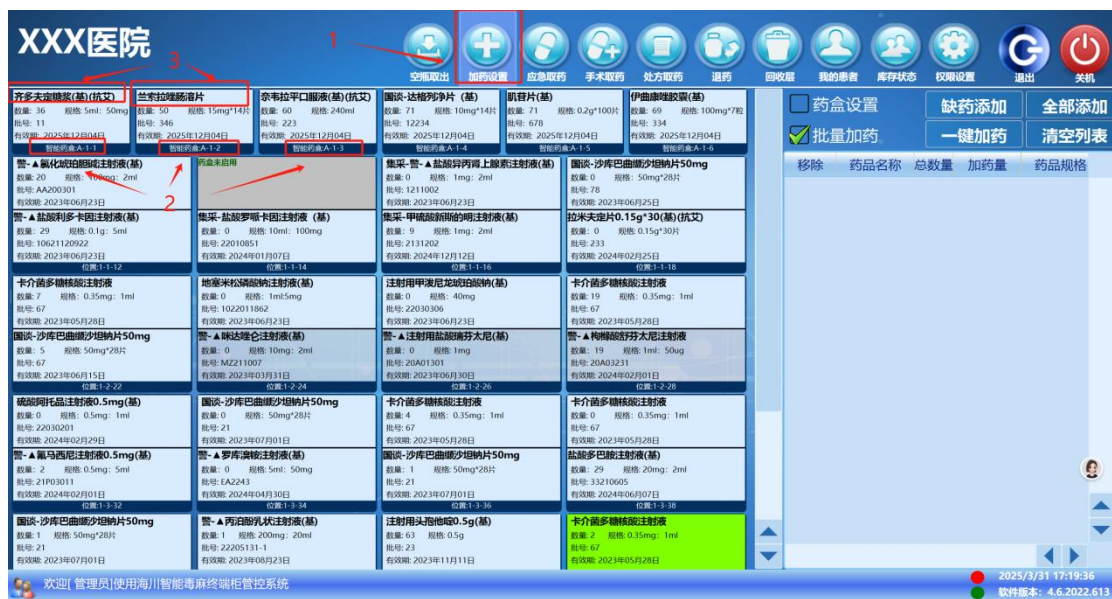 XXX医院
1
3
2
空瓶取出 加药设置 应急取药 手术取药 处方取药 退药 回收层 我的患者 库存状态 权限设置 退出 关机
齐多夫定糖浆(基)(抗艾)
数量: 36 规格: 5ml: 50mg
批号: 11
有效期: 2025年12月04日
智能药盒:A-1-1
兰索拉唑肠溶片
数量: 50 规格: 15mg*14片
批号: 346
有效期: 2025年12月04日
智能药盒:A-1-2
奈韦拉平口服液(基)(抗艾)
数量: 60 规格: 240ml
批号: 223
有效期: 2025年12月04日
智能药盒:A-1-3
国谈-达格列净片 (基)
数量: 71 规格: 10mg*14片
批号: 12234
有效期: 2025年12月04日
智能药盒:A-1-4
肌苷片(基)
数量: 71 规格: 0.2g*100片
批号: 678
有效期: 2025年12月04日
智能药盒:A-1-5
伊曲康唑胶囊(基)
数量: 69 规格: 100mg*7粒
批号: 334
有效期: 2025年12月04日
智能药盒:A-1-6
警-▲氯化琥珀胆碱注射液(基)
数量: 20 规格: 100mg: 2ml
批号: AA200301
有效期: 2023年06月23日
药盒未启用
集采-警-▲盐酸异丙肾上腺素注射液(基)
数量: 0 规格: 1mg: 2ml
批号: 1211002
有效期: 2023年06月23日
国谈-沙库巴曲缬沙坦钠片50mg
数量: 0 规格: 50mg*28片
批号: 78
有效期: 2023年06月25日
警-▲盐酸利多卡因注射液(基)
数量: 29 规格: 0.1g: 5ml
批号: 10621120922
有效期: 2023年06月23日
位置:1-1-12
集采-盐酸罗哌卡因注射液 (基)
数量: 0 规格: 10ml: 100mg
批号: 22010851
有效期: 2024年01月07日
位置:1-1-14
集采-甲硫酸新斯的明注射液(基)
数量: 9 规格: 1mg: 2ml
批号: 2131202
有效期: 2024年12月12日
位置:1-1-16
拉米夫定片0.15g*30(基)(抗艾)
数量: 0 规格: 0.15g*30片
批号: 233
有效期: 2024年02月25日
位置:1-1-18
卡介菌多糖核酸注射液
数量: 7 规格: 0.35mg: 1ml
批号: 67
有效期: 2023年05月28日
地塞米松磷酸钠注射液(基)
数量: 0 规格: 1ml:5mg
批号: 1022011862
有效期: 2023年06月23日
注射用甲泼尼龙琥珀酸钠(基)
数量: 0 规格: 40mg
批号: 22030306
有效期: 2023年06月23日
卡介菌多糖核酸注射液
数量: 19 规格: 0.35mg: 1ml
批号: 67
有效期: 2023年05月28日
国谈-沙库巴曲缬沙坦钠片50mg
数量: 5 规格: 50mg*28片
批号: 67
有效期: 2023年06月15日
位置:1-2-22
警-▲咪达唑仑注射液(基)
数量: 0 规格: 10mg: 2ml
批号: MZ211007
有效期: 2023年03月31日
位置:1-2-24
警-▲注射用盐酸瑞芬太尼(基)
数量: 0 规格: 1mg
批号: 20A01301
有效期: 2023年06月30日
位置:1-2-26
警-▲枸橼酸舒芬太尼注射液
数量: 19 规格: 1ml: 50ug
批号: 20A03231
有效期: 2024年02月01日
位置:1-2-28
硫酸阿托品注射液0.5mg(基)
数量: 0 规格: 0.5mg: 1ml
批号: 22030201
有效期: 2024年02月29日
国谈-沙库巴曲缬沙坦钠片50mg
数量: 0 规格: 50mg*28片
批号: 21
有效期: 2023年07月01日
卡介菌多糖核酸注射液
数量: 4 规格: 0.35mg: 1ml
批号: 67
有效期: 2023年05月28日
卡介菌多糖核酸注射液
数量: 0 规格: 0.35mg: 1ml
批号: 67
有效期: 2023年05月28日
警-▲氟马西尼注射液0.5mg(基)
数量: 2 规格: 0.5mg: 5ml
批号: 21P03011
有效期: 2024年02月01日
位置:1-3-32
警-▲罗库溴铵注射液(基)
数量: 0 规格: 5ml: 50mg
批号: EA2243
有效期: 2024年04月30日
位置:1-3-34
国谈-沙库巴曲缬沙坦钠片50mg
数量: 1 规格: 50mg*28片
批号: 21
有效期: 2023年07月01日
位置:1-3-36
盐酸多巴胺注射液(基)
数量: 29 规格: 20mg: 2ml
批号: 33210605
有效期: 2024年06月07日
位置:1-3-38
国谈-沙库巴曲缬沙坦钠片50mg
数量: 1 规格: 50mg*28片
批号: 21
有效期: 2023年07月01日
警-▲丙泊酚乳状注射液(基)
数量: 1 规格: 200mg: 20ml
批号: 22205131-1
有效期: 2023年08月23日
注射用头孢他啶0.5g(基)
数量: 63 规格: 0.5g
批号: 23
有效期: 2023年11月11日
卡介菌多糖核酸注射液
数量: 2 规格: 0.35mg: 1ml
批号: 67
有效期: 2023年05月28日
药盒设置 缺药添加 全部添加
批量加药 一键加药 清空列表
移除 药品名称 总数量 加药量 药品规格
欢迎[ 管理员]使用海川智能毒麻终端柜管控系统
2025/3/31 17:19:36
软件版本: 4.6.2022.613